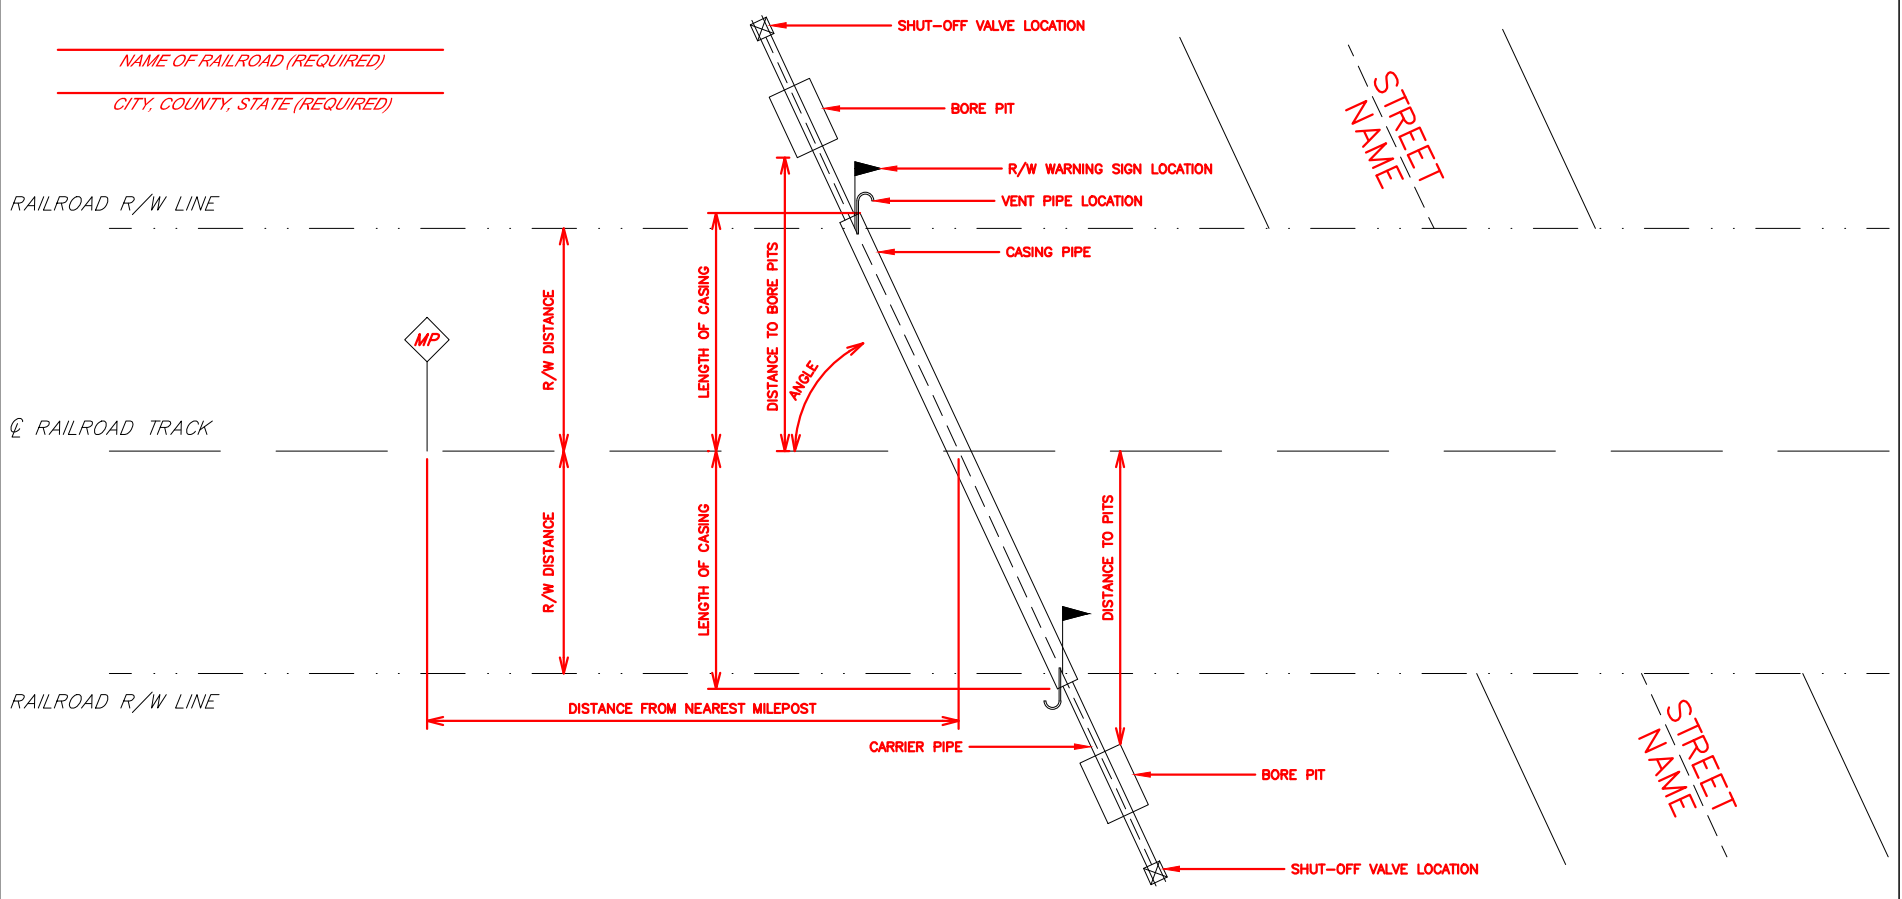 SHUT-OFF VALVE LOCATION
NAME OF RAILROAD (REQUIRED)
CITY, COUNTY, STATE (REQUIRED)
BORE PIT
STREET
NAME
R/W WARNING SIGN LOCATION
VENT PIPE LOCATION
RAILROAD R/W LINE
CASING PIPE
R/W DISTANCE
LENGTH OF CASING
DISTANCE TO BORE PITS
MP
ANGLE
℄ RAILROAD TRACK
R/W DISTANCE
LENGTH OF CASING
DISTANCE TO PITS
RAILROAD R/W LINE
DISTANCE FROM NEAREST MILEPOST
CARRIER PIPE
BORE PIT
STREET
NAME
SHUT-OFF VALVE LOCATION